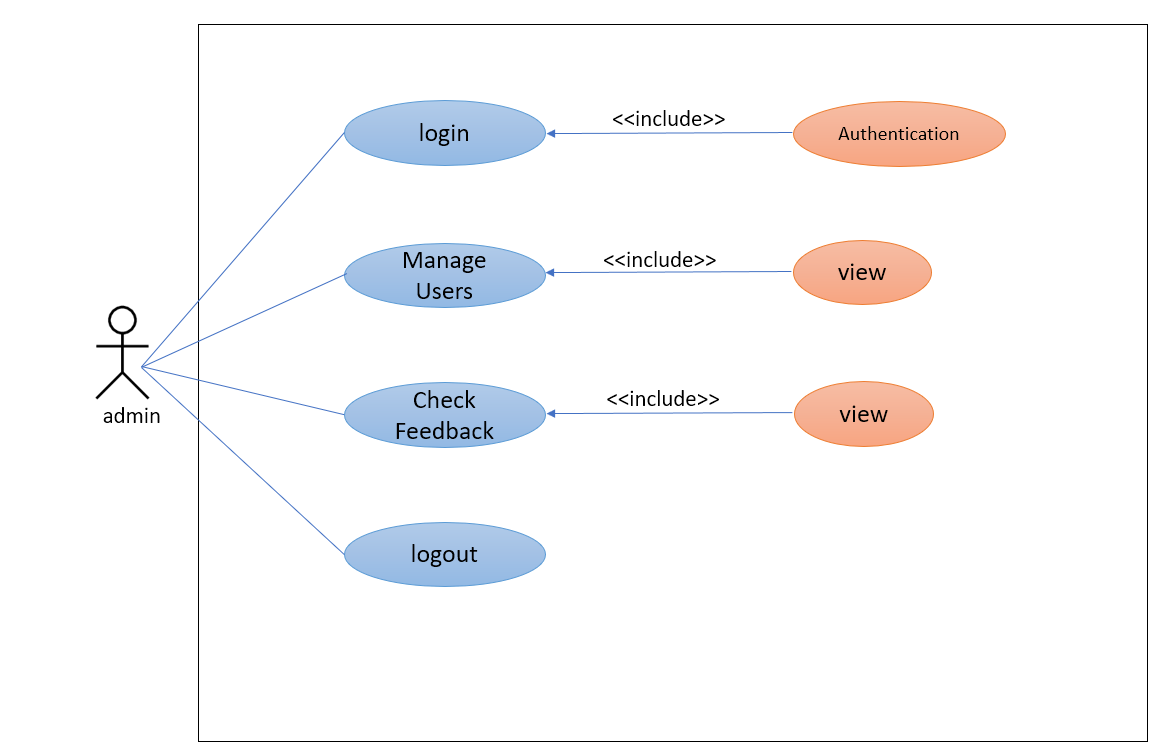 login
<<include>>
Authentication
Manage
Users
<<include>>
view
admin
Check
Feedback
<<include>>
view
logout